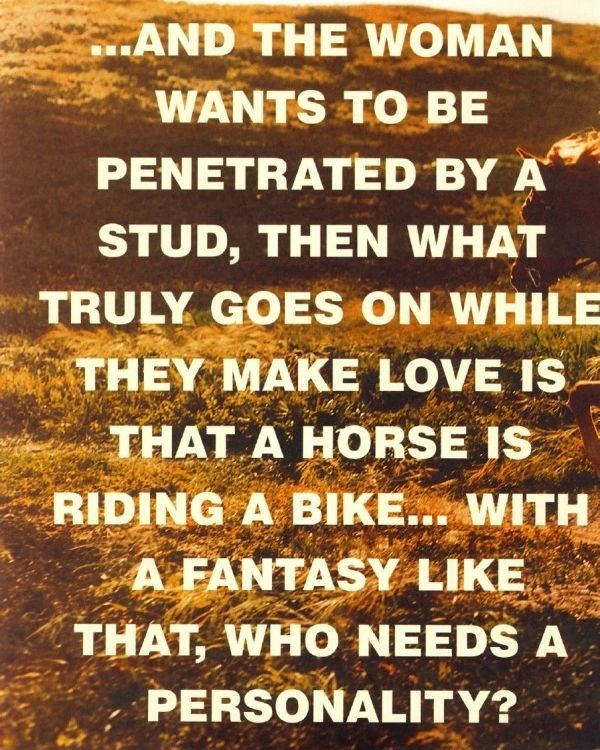 ...AND THE WOMAN
WANTS TO BE
PENETRATED BY A
STUD, THEN WHAT
TRULY GOES ON WHILE
THEY MAKE LOVE IS
THAT A HORSE IS
RIDING A BIKE... WITH
A FANTASY LIKE
THAT, WHO NEEDS A
PERSONALITY?